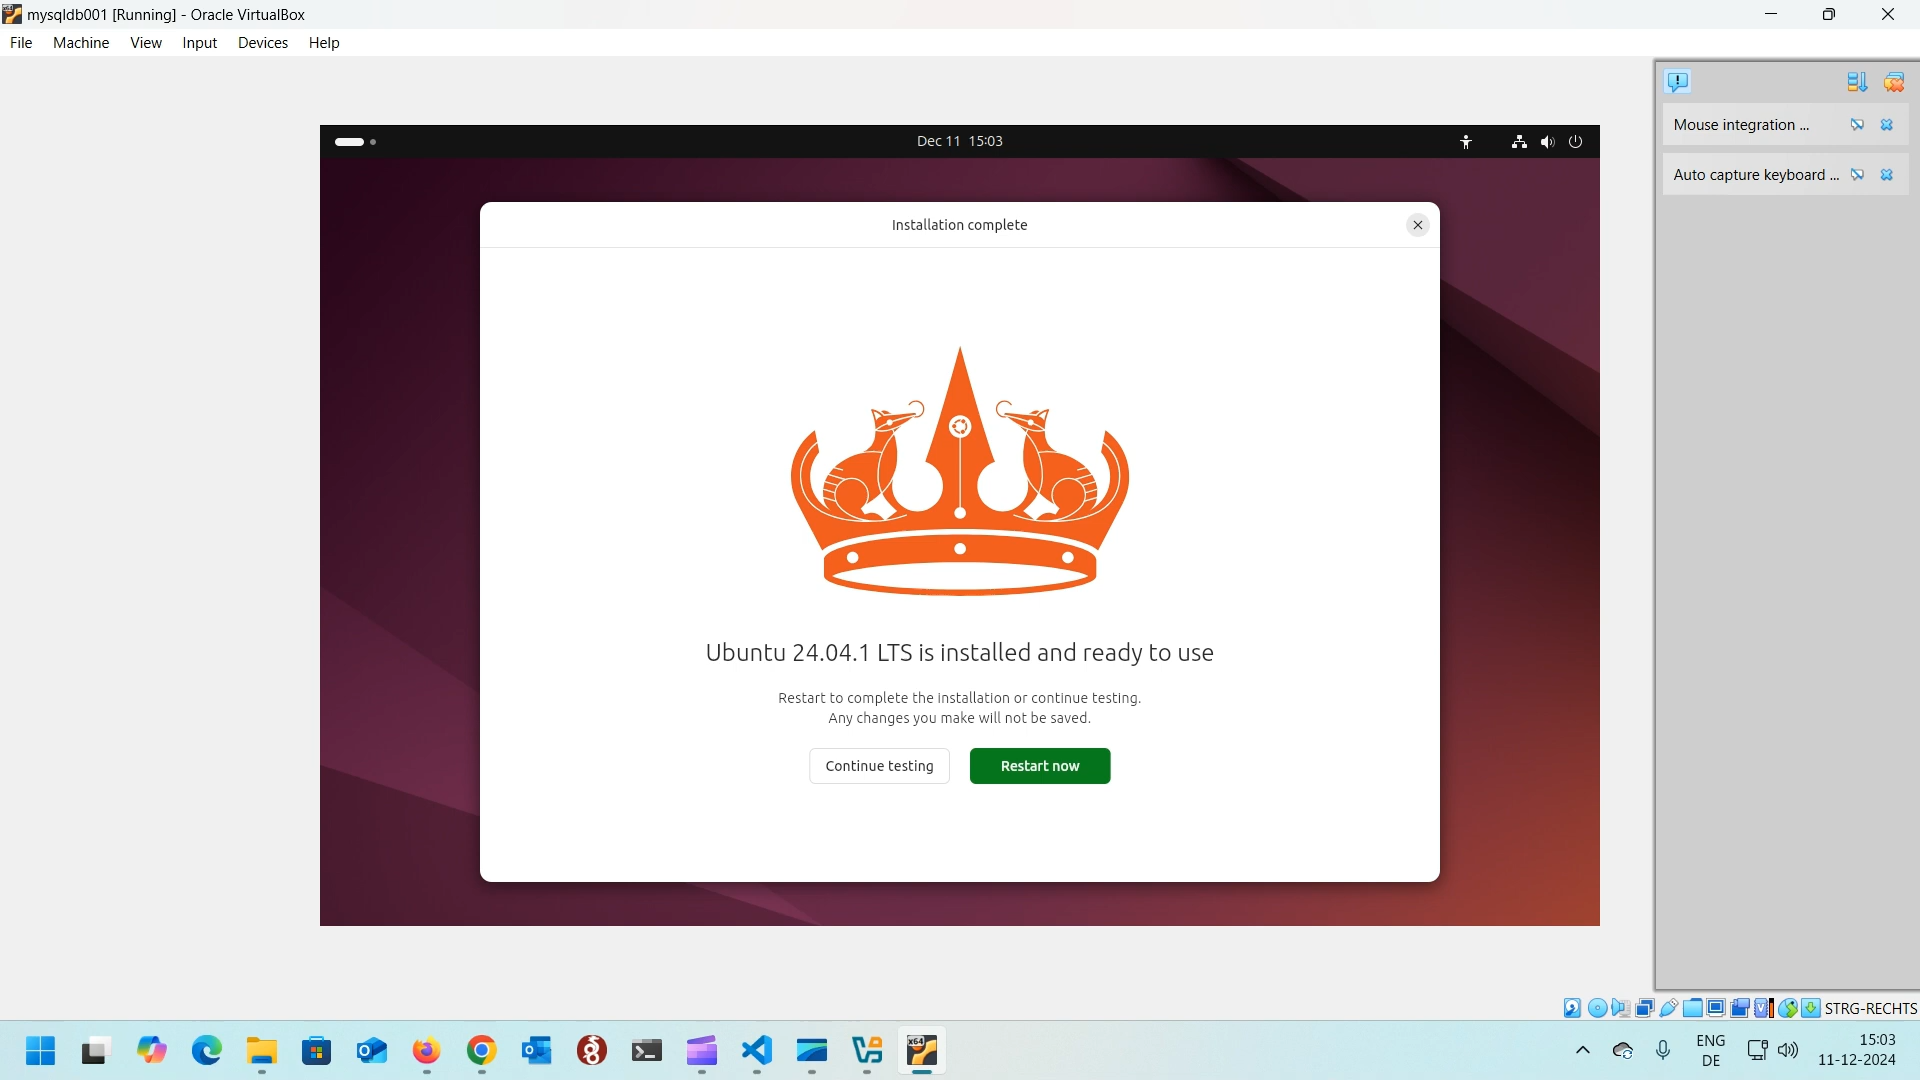 mysqldb001 [Running] - Oracle VirtualBox
File Machine View Input Devices Help
Dec 11 15:03
Mouse integration ...
Auto capture keyboard ...
Installation complete
Ubuntu 24.04.1 LTS is installed and ready to use
Restart to complete the installation or continue testing.
Any changes you make will not be saved.
Continue testing
Restart now
STRG-RECHTS
ENG
DE
15:03
11-12-2024